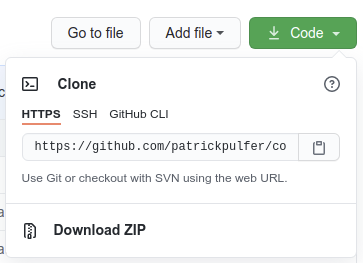 Go to file
Add file
Code
Clone
HTTPS SSH GitHub CLI
https://github.com/patrickpulfer/co
Use Git or checkout with SVN using the web URL.
Download ZIP